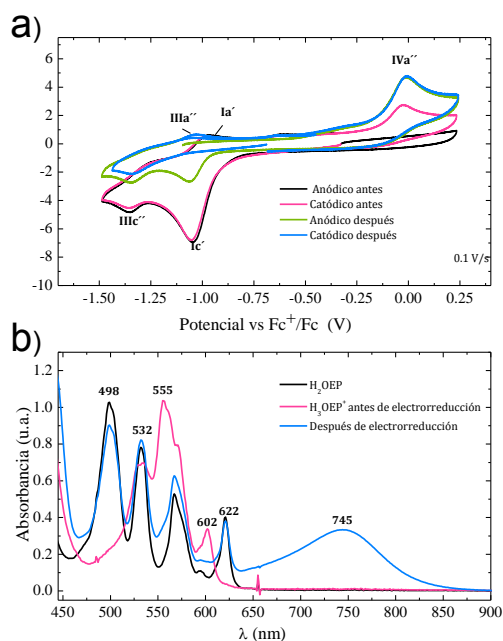 a)
6
4
2
0
-2
-4
-6
-8
-10
IVa´´
Ia´
IIIa´´
IIIc´´
Ic´
Anódico antes
Catódico antes
Anódico después
Catódico después
0.1 V/s
-1.50 -1.25 -1.00 -0.75 -0.50 -0.25 0.00 0.25
Potencial vs Fc+/Fc (V)
b)
Absorbancia (u.a.)
1.2
1.0
0.8
0.6
0.4
0.2
0.0
498
555
532
602
622
745
H2OEP
H3OEP+ antes de electrorreducción
Después de electrorreducción
450 500 550 600 650 700 750 800 850 900
λ (nm)